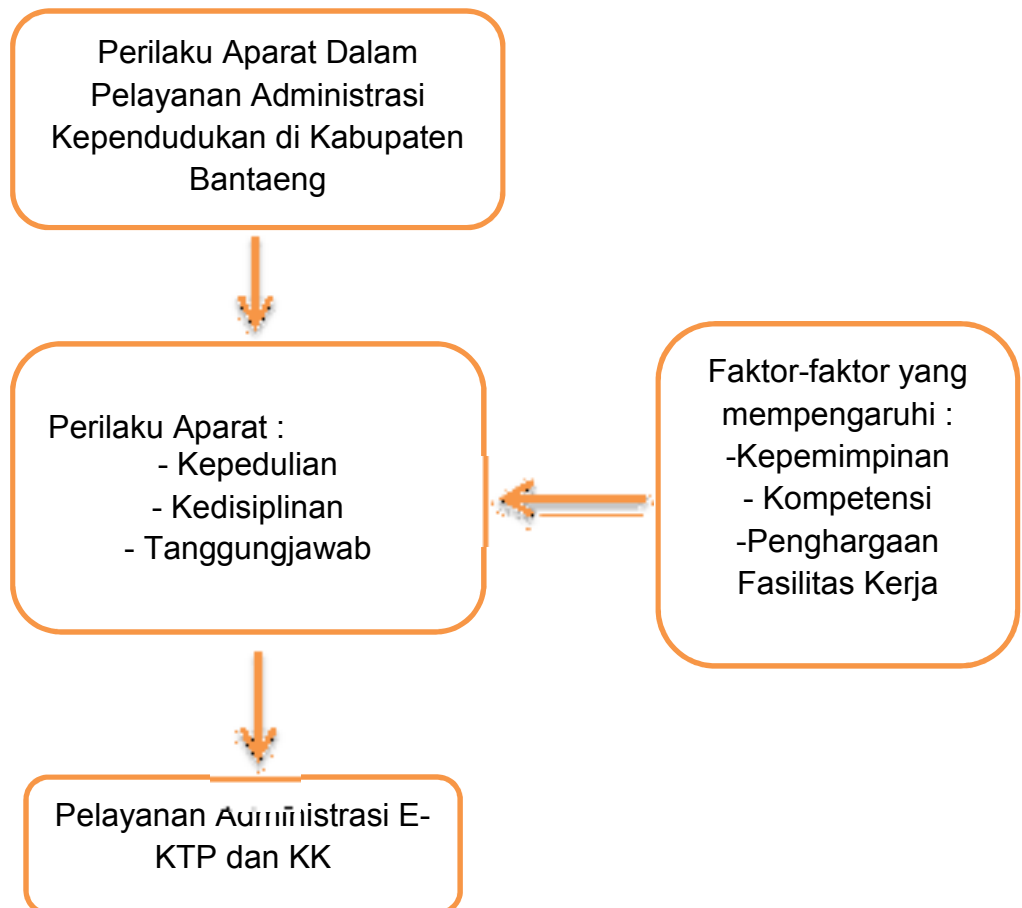 Perilaku Aparat Dalam
Pelayanan Administrasi
Kependudukan di Kabupaten
Bantaeng
Perilaku Aparat :
- Kepedulian
- Kedisiplinan
- Tanggungjawab
Faktor-faktor yang
mempengaruhi :
-Kepemimpinan
- Kompetensi
-Penghargaan
Fasilitas Kerja
Pelayanan Administrasi E-
KTP dan KK